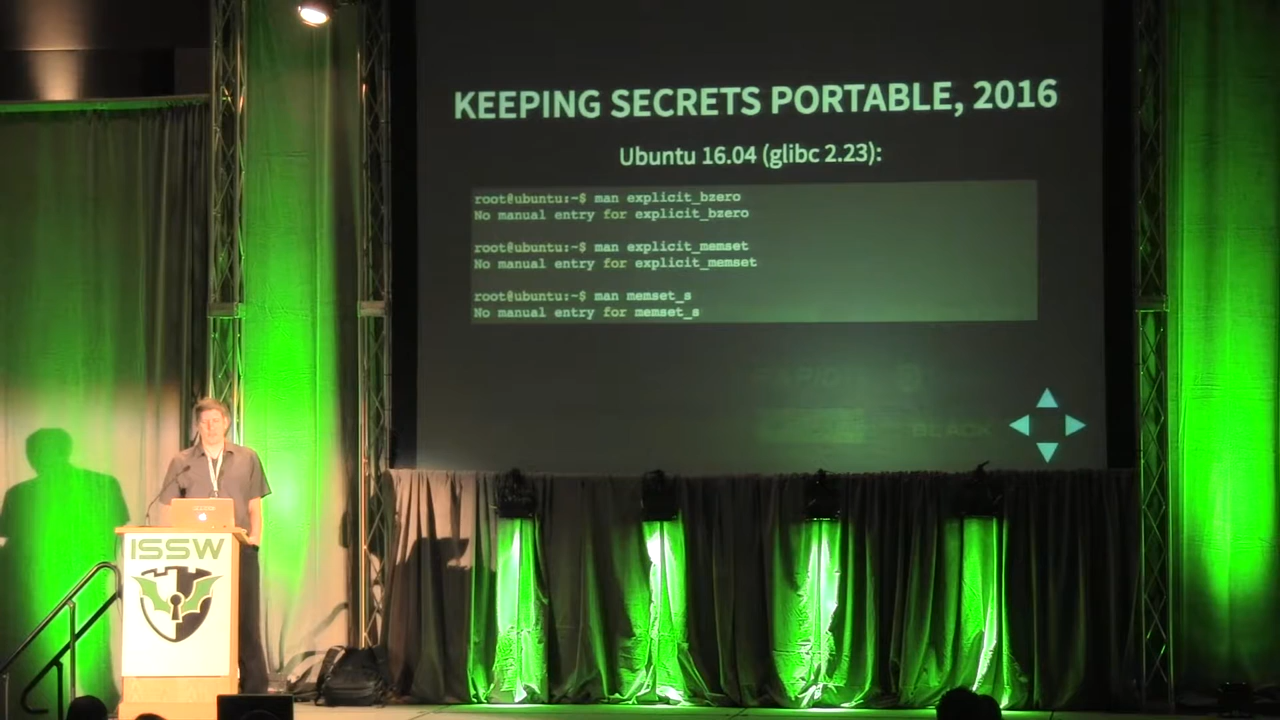 KEEPING SECRETS PORTABLE, 2016
Ubuntu 16.04 (glibc 2.23):
root@ubuntu:~$ man explicit_bzero
No manual entry for explicit_bzero
root@ubuntu:~$ man explicit_memset
No manual entry for explicit_memset
root@ubuntu:~$ man memset_s
No manual entry for memset_s
BLACK
ISSW